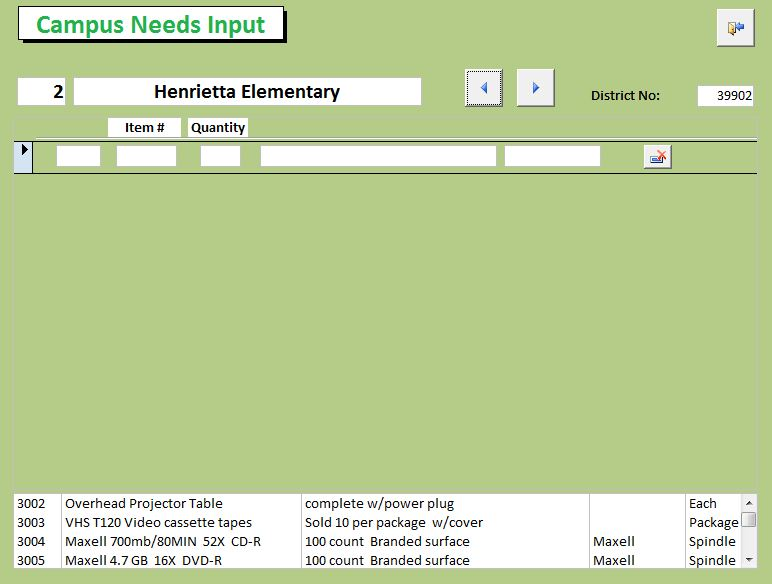 Campus Needs Input
2 Henrietta Elementary District No: 39902
Item # Quantity
3002 Overhead Projector Table complete w/power plug Each
3003 VHS T120 Video cassette tapes Sold 10 per package w/cover Package
3004 Maxell 700mb/80MIN 52X CD-R 100 count Branded surface Maxell Spindle
3005 Maxell 4.7 GB 16X DVD-R 100 count Branded surface Maxell Spindle